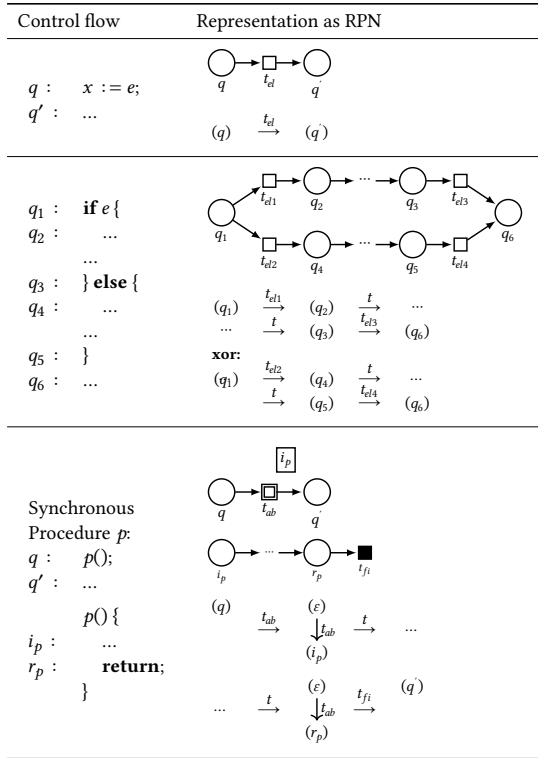 Control flow Representation as RPN
q : x := e;
q′ : ...
q t_el q′
(q) t_el→ (q′)
q1 : if e {
q2 : ...
...
q3 : } else {
q4 : ...
...
q5 : }
q6 : ...
t_el1 q2 ... q3 t_el3
q1 q6
t_el2 q4 ... q5 t_el4
(q1) t_el1→ (q2) t→ ...
... t→ (q3) t_el3→ (q6)
xor:
(q1) t_el2→ (q4) t→ ...
t→ (q5) t_el4→ (q6)
Synchronous
Procedure p:
q : p();
q′ : ...
p() {
i_p : ...
r_p : return;
}
i_p
q t_ab q′
i_p ... r_p t_fi
(q) t_ab→ (ε) t→ ...
↓t_ab
(i_p)
... t→ (ε) t_fi→ (q′)
↓t_ab
(r_p)